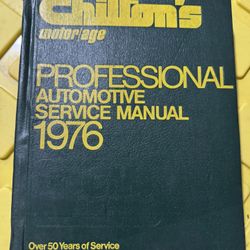 Chilton's
motor/age
PROFESSIONAL
AUTOMOTIVE
SERVICE MANUAL
1976
Over 50 Years of Service